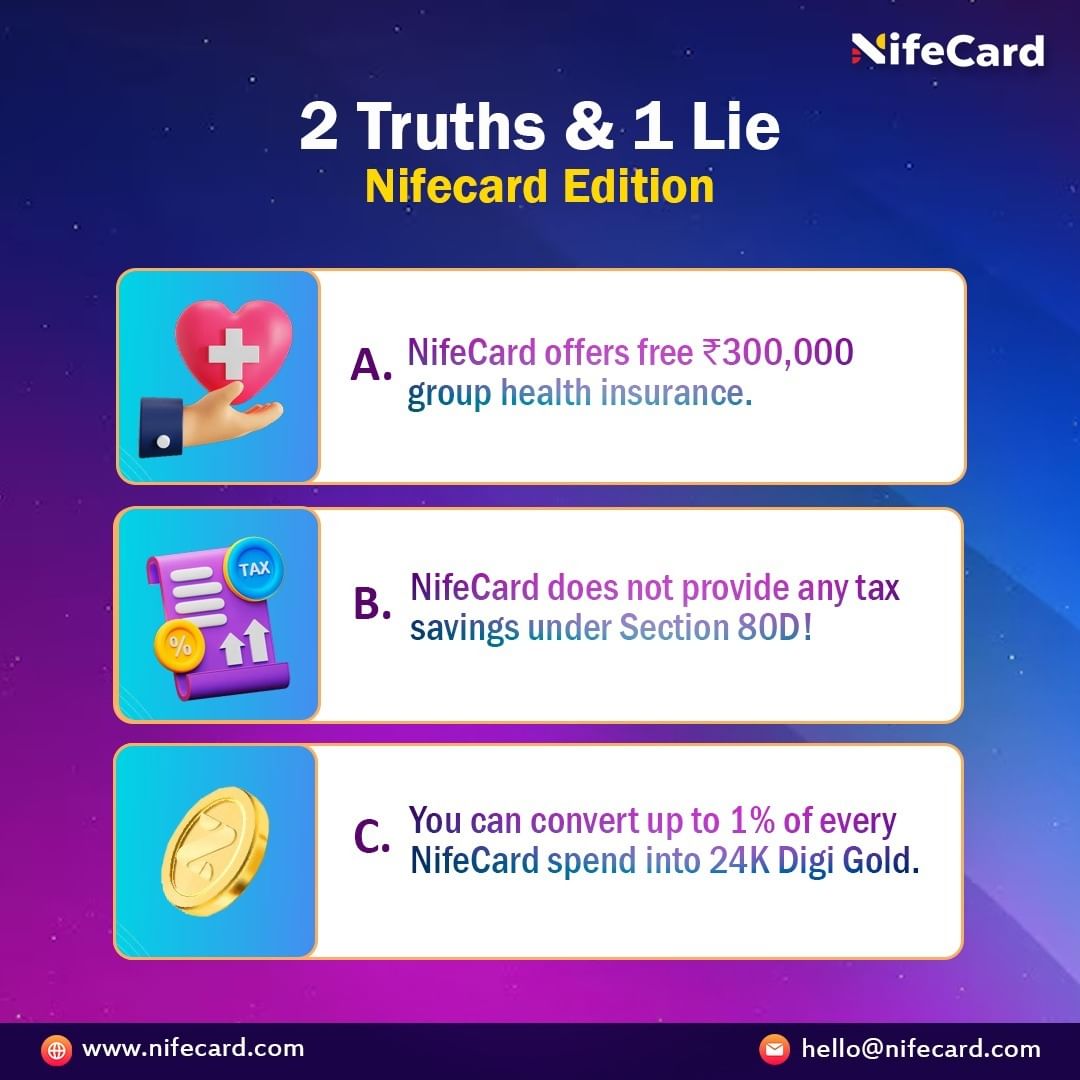 NifeCard
2 Truths & 1 Lie
Nifecard Edition
A. NifeCard offers free ₹300,000
group health insurance.
TAX
%
B. NifeCard does not provide any tax
savings under Section 80D!
C. You can convert up to 1% of every
NifeCard spend into 24K Digi Gold.
www.nifecard.com
hello@nifecard.com